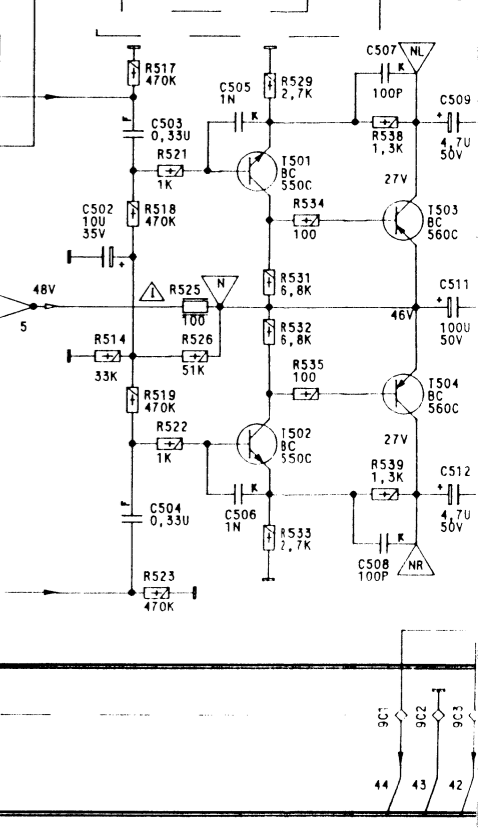 C507
NL
R517
470K
C505
1N
K
R529
2,7K
K
100P
C509
C503
0,33U
R538
1,3K
+
4,7U
50V
R521
1K
T501
BC
550C
27V
C502
10U
35V
+
R518
470K
R534
100
T503
BC
560C
48V
R525
100
N
R531
6,8K
C511
+
46V
100U
50V
5
R514
33K
R526
51K
R532
6,8K
R519
470K
R535
100
T504
BC
560C
R522
1K
T502
BC
550C
27V
R539
1,3K
C512
+
4,7U
50V
C504
0,33U
K
C506
1N
R533
2,7K
K
C508
100P
NR
R523
470K
9C1
9C2
9C3
44
43
42